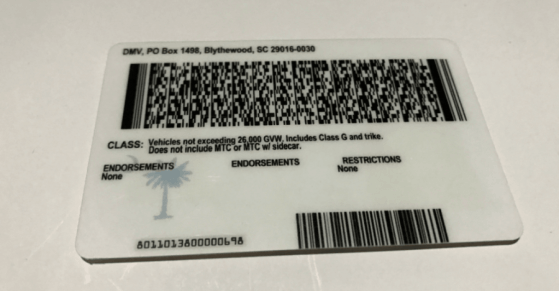 DMV, PO Box 1498, Blythewood, SC 29016-0030
CLASS: Vehicles not exceeding 26,000 GVW, Includes Class G and trike.
Does not include MTC or MTC w/ sidecar.
ENDORSEMENTS ENDORSEMENTS RESTRICTIONS
None None
8011013800000698